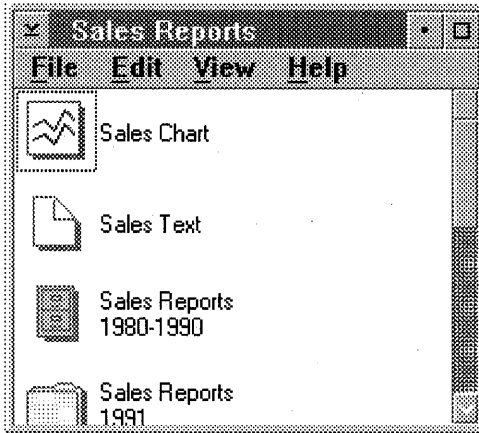 Sales Reports
File Edit View Help
Sales Chart
Sales Text
Sales Reports
1980-1990
Sales Reports
1991